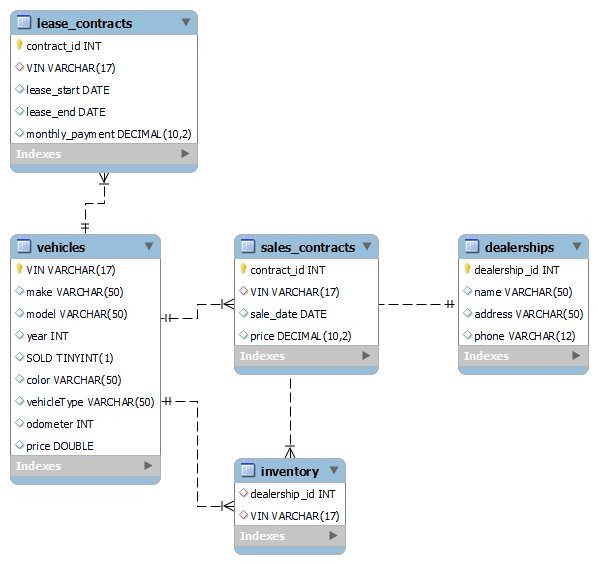 lease_contracts
contract_id INT
VIN VARCHAR(17)
lease_start DATE
lease_end DATE
monthly_payment DECIMAL(10,2)
Indexes
vehicles
VIN VARCHAR(17)
make VARCHAR(50)
model VARCHAR(50)
year INT
SOLD TINYINT(1)
color VARCHAR(50)
vehicleType VARCHAR(50)
odometer INT
price DOUBLE
Indexes
sales_contracts
contract_id INT
VIN VARCHAR(17)
sale_date DATE
price DECIMAL(10,2)
Indexes
dealerships
dealership_id INT
name VARCHAR(50)
address VARCHAR(50)
phone VARCHAR(12)
Indexes
inventory
dealership_id INT
VIN VARCHAR(17)
Indexes